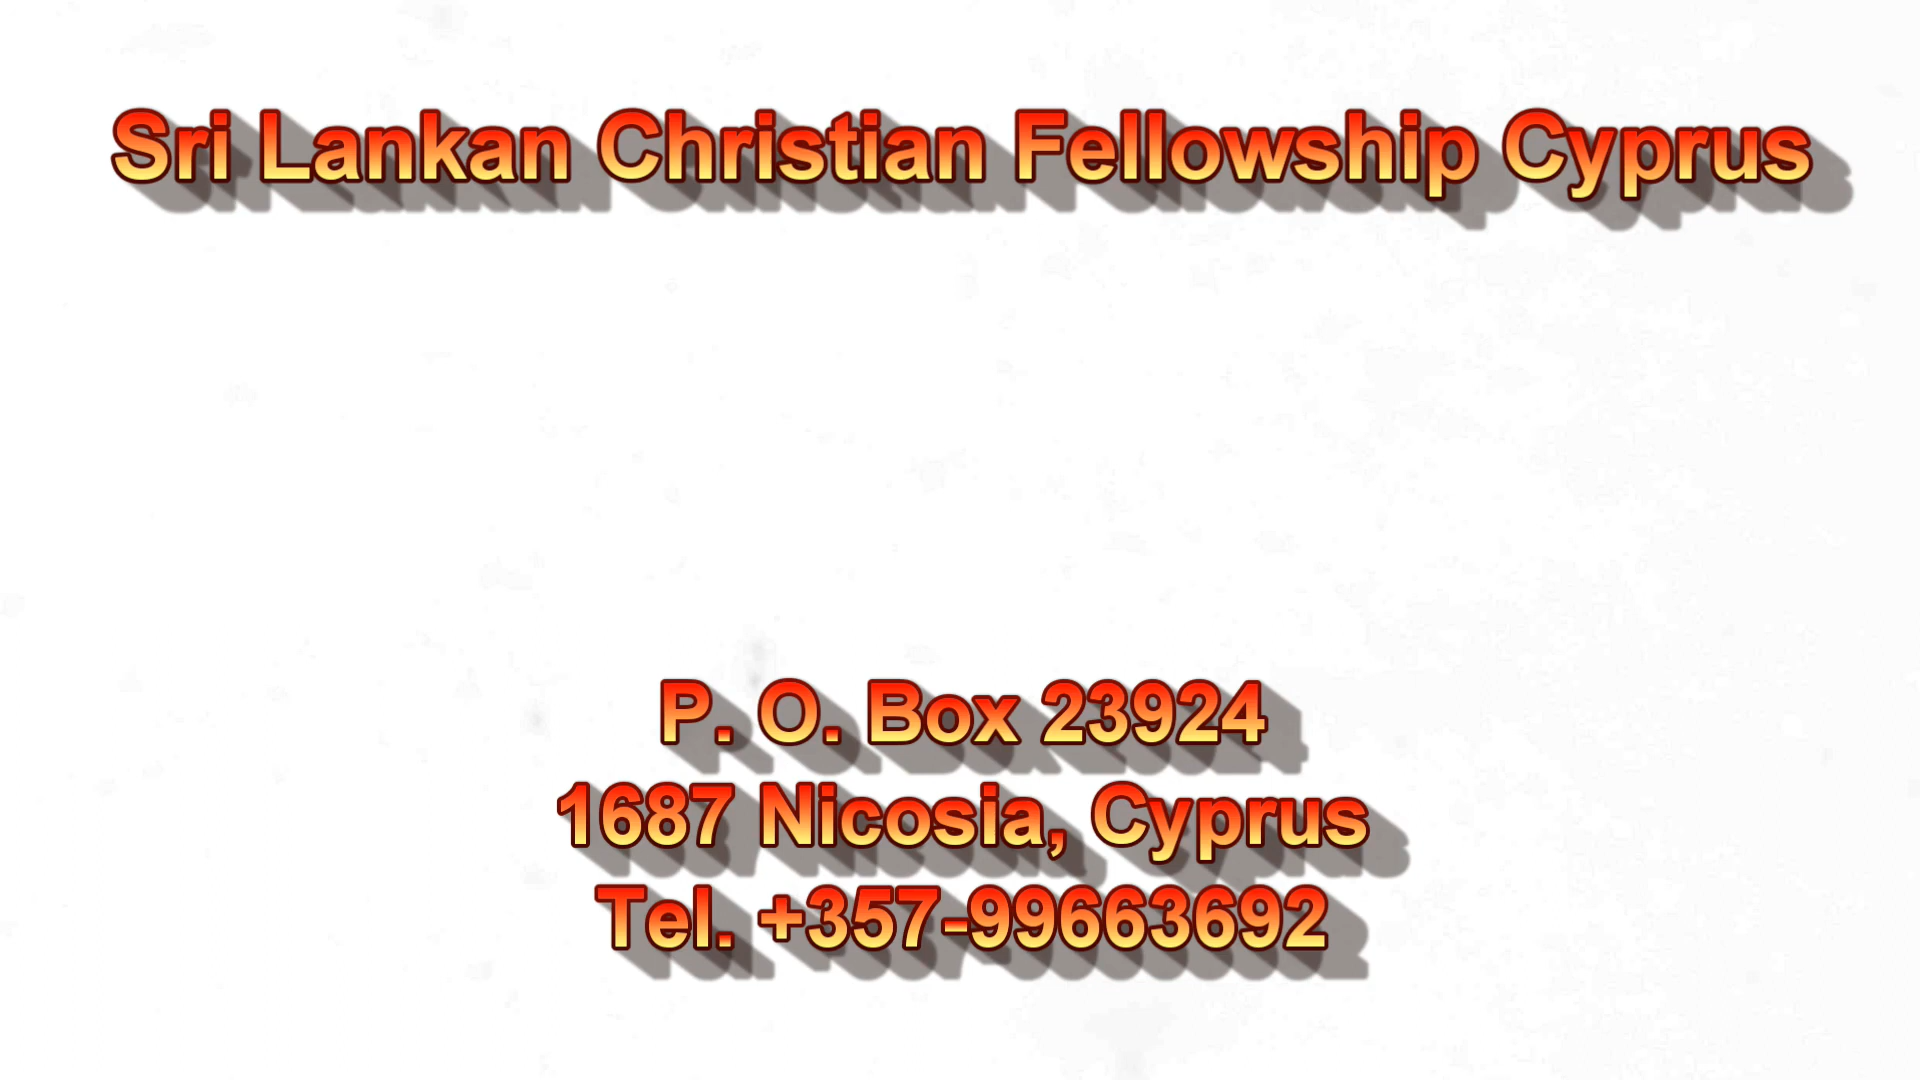 Sri Lankan Christian Fellowship Cyprus
P. O. Box 23924
1687 Nicosia, Cyprus
Tel. +357-99663692